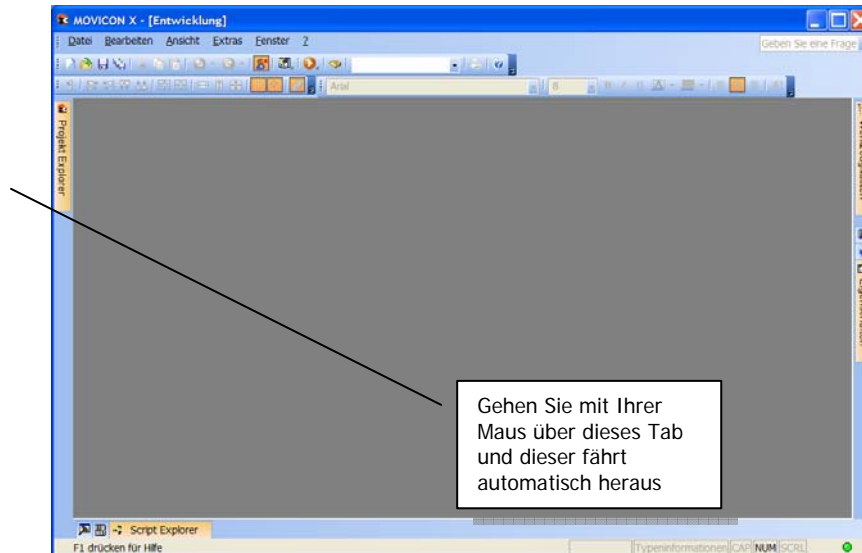 MOVICON X - [Entwicklung]
Datei Bearbeiten Ansicht Extras Fenster ?
Geben Sie eine Frage
Arial
8
Projekt Explorer
Gehen Sie mit Ihrer
Maus über dieses Tab
und dieser fährt
automatisch heraus
Script Explorer
F1 drücken für Hilfe
Typeninformationen CAP NUM SCRL